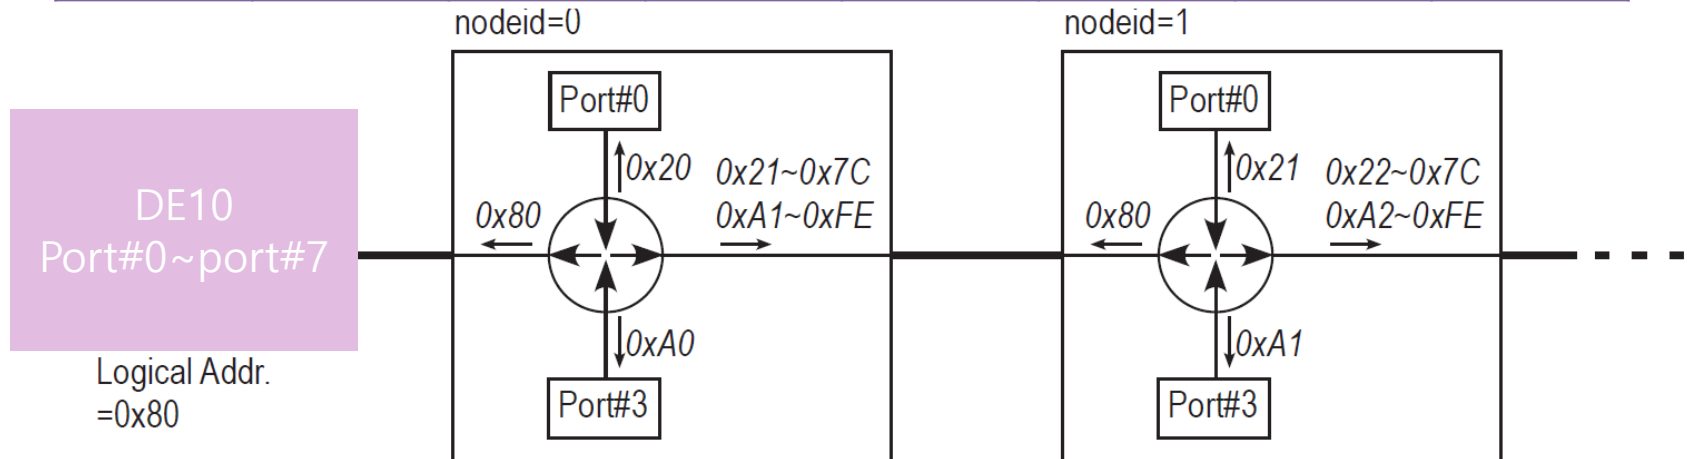 nodeid=0
nodeid=1
Port#0
Port#0
0x20
0x21~0x7C
0x21
0x22~0x7C
DE10
0x80
0xA1~0xFE
0x80
0xA2~0xFE
Port#0~port#7
0xA0
0xA1
Logical Addr.
=0x80
Port#3
Port#3